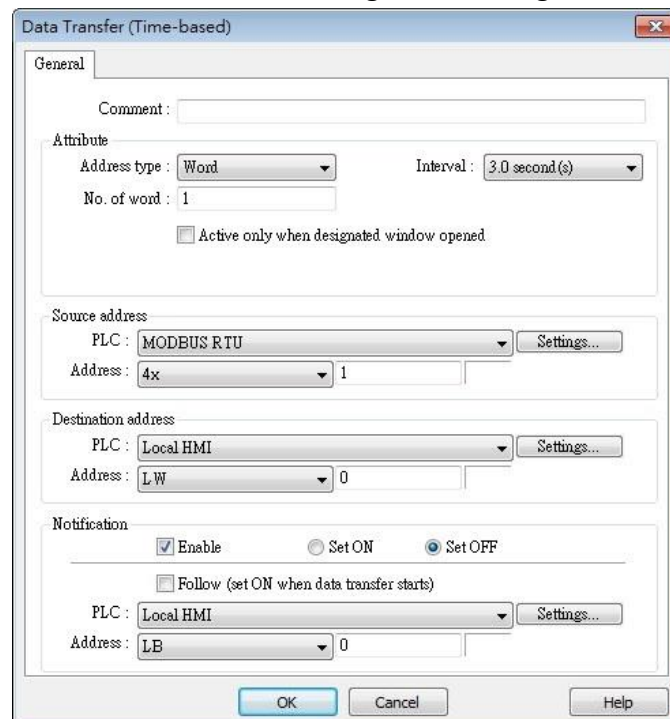 Data Transfer (Time-based)
General
Comment :
Attribute
Address type : Word Interval : 3.0 second(s)
No. of word : 1
Active only when designated window opened
Source address
PLC : MODBUS RTU Settings...
Address : 4x 1
Destination address
PLC : Local HMI Settings...
Address : LW 0
Notification
Enable Set ON Set OFF
Follow (set ON when data transfer starts)
PLC : Local HMI Settings...
Address : LB 0
OK Cancel Help